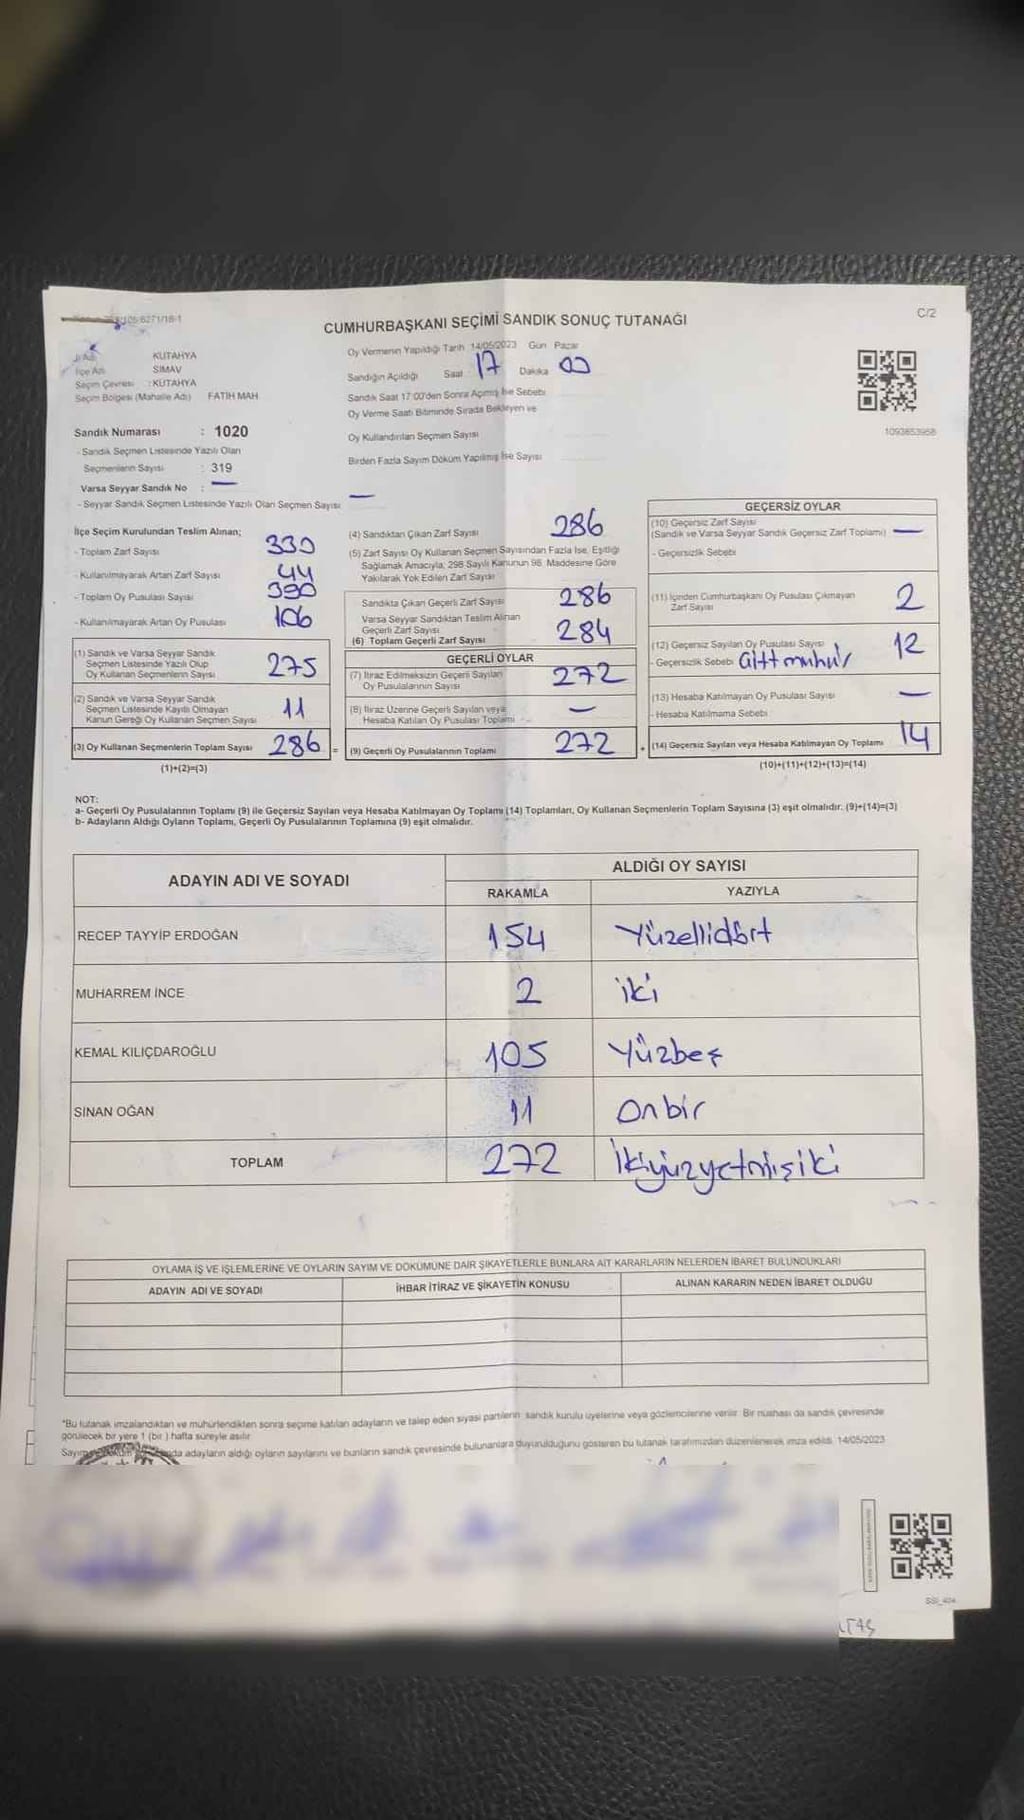 C/2
CUMHURBAŞKANI SEÇİMİ SANDIK SONUÇ TUTANAĞI
İl Adı KÜTAHYA
İlçe Adı SİMAV
Seçim Çevresi : KÜTAHYA
Seçim Bölgesi (Mahalle Adı) FATİH MAH
Oy Vermenin Yapıldığı Tarih 14/05/2023 Gün Pazar
Sandığın Açıldığı Saat 17 Dakika 00
Sandık Saat 17:00'den Sonra Açılmış İse Sebebi
Oy Verme Saati Bitiminde Sırada Bekleyen ve
Oy Kullandırılan Seçmen Sayısı
Birden Fazla Sayım Döküm Yapılmış İse Sayısı
1093853958
Sandık Numarası : 1020
- Sandık Seçmen Listesinde Yazılı Olan
Seçmenlerin Sayısı : 319
Varsa Seyyar Sandık No : —
- Seyyar Sandık Seçmen Listesinde Yazılı Olan Seçmen Sayısı —
İlçe Seçim Kurulundan Teslim Alınan;
- Toplam Zarf Sayısı 330
- Kullanılmayarak Artan Zarf Sayısı 44
- Toplam Oy Pusulası Sayısı 390
- Kullanılmayarak Artan Oy Pusulası 106
(1) Sandık ve Varsa Seyyar Sandık
Seçmen Listesinde Yazılı Olup
Oy Kullanan Seçmenlerin Sayısı 275
(2) Sandık ve Varsa Seyyar Sandık
Seçmen Listesinde Kayıtlı Olmayan
Kanun Gereği Oy Kullanan Seçmen Sayısı 11
(3) Oy Kullanan Seçmenlerin Toplam Sayısı 286 =
(1)+(2)=(3)
(4) Sandıktan Çıkan Zarf Sayısı 286
(5) Zarf Sayısı Oy Kullanan Seçmen Sayısından Fazla İse, Eşitliği
Sağlamak Amacıyla, 298 Sayılı Kanunun 98. Maddesine Göre
Yakılarak Yok Edilen Zarf Sayısı
Sandıkta Çıkan Geçerli Zarf Sayısı 286
Varsa Seyyar Sandıktan Teslim Alınan
Geçerli Zarf Sayısı
(6) Toplam Geçerli Zarf Sayısı 284
GEÇERLİ OYLAR
(7) İtiraz Edilmeksizin Geçerli Sayılan
Oy Pusulalarının Sayısı 272
(8) İtiraz Üzerine Geçerli Sayılan veya
Hesaba Katılan Oy Pusulası Toplamı —
(9) Geçerli Oy Pusulalarının Toplamı 272 +
GEÇERSİZ OYLAR
(10) Geçersiz Zarf Sayısı
(Sandık ve Varsa Seyyar Sandık Geçersiz Zarf Toplamı) —
- Geçersizlik Sebebi
(11) İçinden Cumhurbaşkanı Oy Pusulası Çıkmayan
Zarf Sayısı 2
(12) Geçersiz Sayılan Oy Pusulası Sayısı 12
- Geçersizlik Sebebi Çift mühür
(13) Hesaba Katılmayan Oy Pusulası Sayısı —
- Hesaba Katılmama Sebebi
(14) Geçersiz Sayılan veya Hesaba Katılmayan Oy Toplamı 14
(10)+(11)+(12)+(13)=(14)
NOT:
a- Geçerli Oy Pusulalarının Toplamı (9) ile Geçersiz Sayılan veya Hesaba Katılmayan Oy Toplamı (14) Toplamları, Oy Kullanan Seçmenlerin Toplam Sayısına (3) eşit olmalıdır. (9)+(14)=(3)
b- Adayların Aldığı Oyların Toplamı, Geçerli Oy Pusulalarının Toplamına (9) eşit olmalıdır.
ADAYIN ADI VE SOYADI
ALDIĞI OY SAYISI
RAKAMLA YAZIYLA
RECEP TAYYİP ERDOĞAN 154 Yüzellidört
MUHARREM İNCE 2 iki
KEMAL KILIÇDAROĞLU 105 Yüzbeş
SİNAN OĞAN 11 Onbir
TOPLAM 272 İkiyüzyetmişiki
OYLAMA İŞ VE İŞLEMLERİNE VE OYLARIN SAYIM VE DÖKÜMÜNE DAİR ŞİKAYETLERLE BUNLARA AİT KARARLARIN NELERDEN İBARET BULUNDUKLARI
ADAYIN ADI VE SOYADI İHBAR İTİRAZ VE ŞİKAYETİN KONUSU ALINAN KARARIN NEDEN İBARET OLDUĞU
*Bu tutanak imzalandıktan ve mühürlendikten sonra seçime katılan adayların ve talep eden siyasi partilerin sandık kurulu üyelerine veya gözlemcilerine verilir. Bir nüshası da sandık çevresinde
görülecek bir yere 1 (bir) hafta süreyle asılır.
adayların aldığı oyların sayılarını ve bunların sandık çevresinde bulunanlara duyurulduğunu gösteren bu tutanak tarafımızdan düzenlenerek imza edildi. 14/05/2023